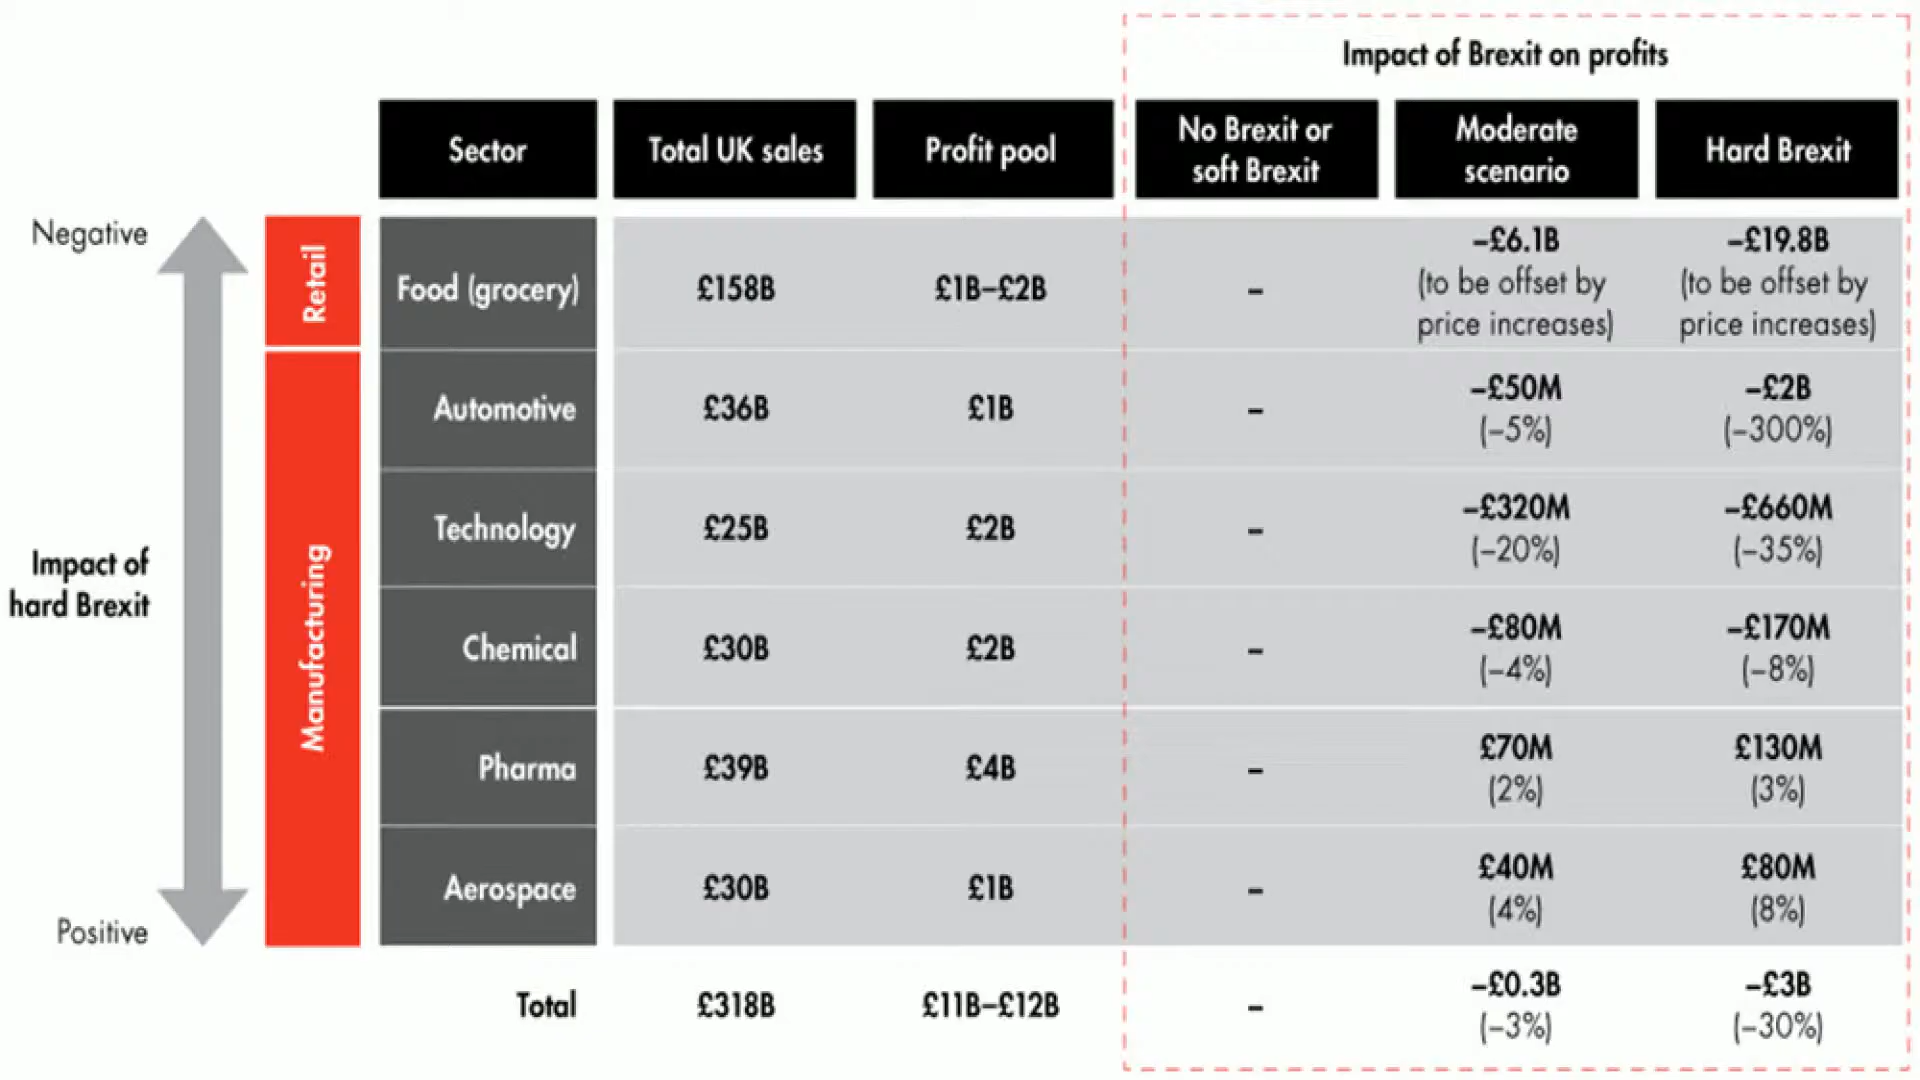 Impact of Brexit on profits
Sector
Total UK sales
Profit pool
No Brexit or
soft Brexit
Moderate
scenario
Hard Brexit
Negative
Impact of
hard Brexit
Positive
Retail
Manufacturing
Food (grocery)
£158B
£1B–£2B
–
–£6.1B
(to be offset by
price increases)
–£19.8B
(to be offset by
price increases)
Automotive
£36B
£1B
–
–£50M
(–5%)
–£2B
(–300%)
Technology
£25B
£2B
–
–£320M
(–20%)
–£660M
(–35%)
Chemical
£30B
£2B
–
–£80M
(–4%)
–£170M
(–8%)
Pharma
£39B
£4B
–
£70M
(2%)
£130M
(3%)
Aerospace
£30B
£1B
–
£40M
(4%)
£80M
(8%)
Total
£318B
£11B–£12B
–
–£0.3B
(–3%)
–£3B
(–30%)